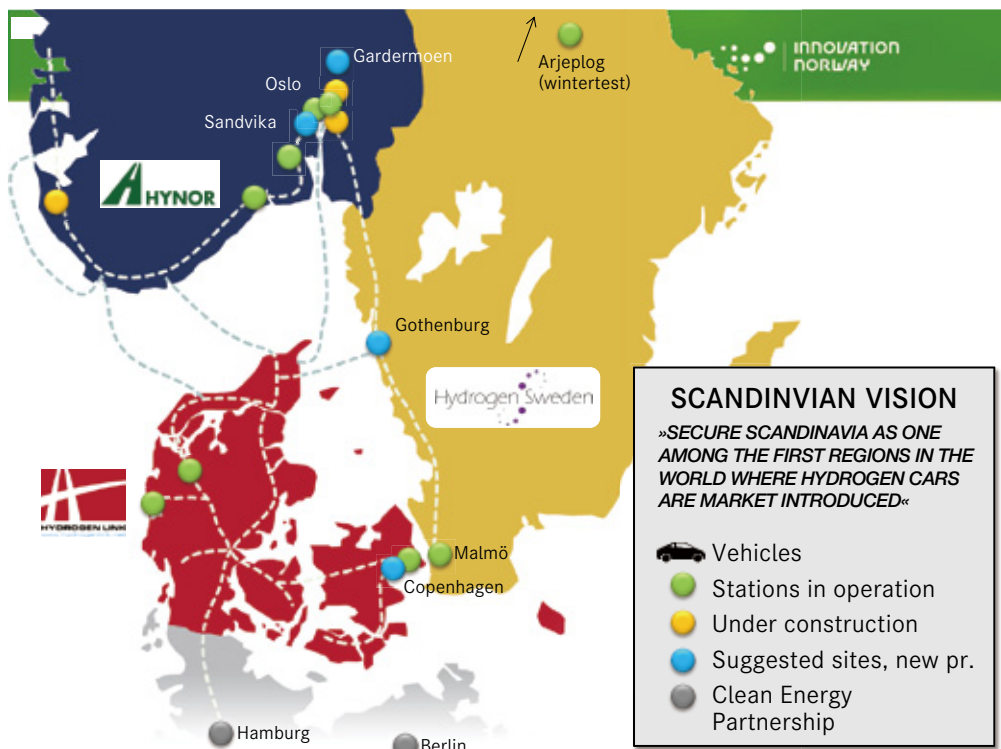 Gardermoen
Oslo
Sandvika
Arjeplog
(wintertest)
INNOVATION
NORWAY
HYNOR
Gothenburg
Hydrogen Sweden
HYDROGEN LINK
Malmö
Copenhagen
Hamburg
Berlin
SCANDINVIAN VISION
»SECURE SCANDINAVIA AS ONE
AMONG THE FIRST REGIONS IN THE
WORLD WHERE HYDROGEN CARS
ARE MARKET INTRODUCED«
Vehicles
Stations in operation
Under construction
Suggested sites, new pr.
Clean Energy
Partnership